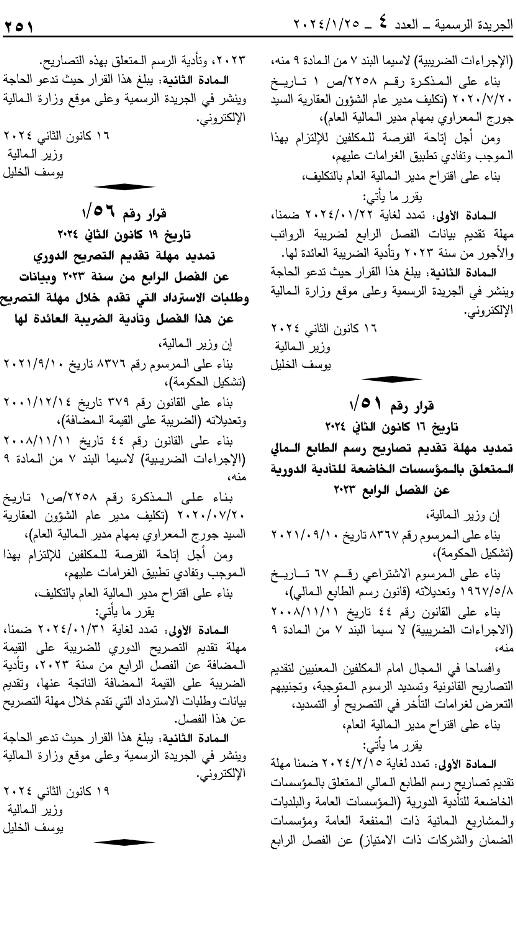 الجريدة الرسمية ـ العدد ٤ ـ ٢٠٢٤/١/٢٥
٢٥١
(الإجراءات الضريبية) لاسيما البند ٧ من المادة ٩ منه،
بناء على المذكرة رقم ٢٢٥٨/ص ١ تاريخ
٢٠٢٠/٧/٢٠ (تكليف مدير عام الشؤون العقارية السيد
جورج المعراوي بمهام مدير المالية العام)،
ومن أجل إتاحة الفرصة للمكلفين للإلتزام بهذا
الموجب وتفادي تطبيق الغرامات عليهم،
بناء على اقتراح مدير المالية العام بالتكليف،
يقرر ما يأتي:
المادة الأولى: تمدد لغاية ٢٠٢٤/٠١/٢٢ ضمنا،
مهلة تقديم بيانات الفصل الرابع لضريبة الرواتب
والأجور من سنة ٢٠٢٣ وتأدية الضريبة العائدة لها.
المادة الثانية: يبلغ هذا القرار حيث تدعو الحاجة
وينشر في الجريدة الرسمية وعلى موقع وزارة المالية
الإلكتروني.
١٦ كانون الثاني ٢٠٢٤
وزير المالية
يوسف الخليل
قرار رقم ١/٥١
تاريخ ١٦ كانون الثاني ٢٠٢٤
تمديد مهلة تقديم تصاريح رسم الطابع المالي
المتعلق بالمؤسسات الخاضعة للتأدية الدورية
عن الفصل الرابع ٢٠٢٣
إن وزير المالية،
بناء على المرسوم رقم ٨٣٦٧ تاريخ ٢٠٢١/٠٩/١٠
(تشكيل الحكومة)،
بناء على المرسوم الاشتراعي رقم ٦٧ تاريخ
١٩٦٧/٥/٨ وتعديلاته (قانون رسم الطابع المالي)،
بناء على القانون رقم ٤٤ تاريخ ٢٠٠٨/١١/١١
(الاجراءات الضريبية) لا سيما البند ٧ من المادة ٩
منه،
وافساحا في المجال امام المكلفين المعنيين لتقديم
التصاريح القانونية وتسديد الرسوم المتوجبة، وتجنيبهم
التعرض لغرامات التأخر في التصريح أو التسديد،
بناء على اقتراح مدير المالية العام،
يقرر ما يأتي:
المادة الأولى: تمدد لغاية ٢٠٢٤/٢/١٥ ضمنا مهلة
تقديم تصاريح رسم الطابع المالي المتعلق بالمؤسسات
الخاضعة للتأدية الدورية (المؤسسات العامة والبلديات
والمشاريع المائية ذات المنفعة العامة ومؤسسات
الضمان والشركات ذات الامتياز) عن الفصل الرابع
٢٠٢٣، وتأدية الرسم المتعلق بهذه التصاريح.
المادة الثانية: يبلغ هذا القرار حيث تدعو الحاجة
وينشر في الجريدة الرسمية وعلى موقع وزارة المالية
الإلكتروني.
١٦ كانون الثاني ٢٠٢٤
وزير المالية
يوسف الخليل
قرار رقم ١/٥٦
تاريخ ١٩ كانون الثاني ٢٠٢٤
تمديد مهلة تقديم التصريح الدوري
عن الفصل الرابع من سنة ٢٠٢٣ وبيانات
وطلبات الاسترداد التي تقدم خلال مهلة التصريح
عن هذا الفصل وتأدية الضريبة العائدة لها
إن وزير المالية،
بناء على المرسوم رقم ٨٣٧٦ تاريخ ٢٠٢١/٩/١٠
(تشكيل الحكومة)،
بناء على القانون رقم ٣٧٩ تاريخ ٢٠٠١/١٢/١٤
وتعديلاته (الضريبة على القيمة المضافة)،
بناء على القانون رقم ٤٤ تاريخ ٢٠٠٨/١١/١١
(الإجراءات الضريبية) لاسيما البند ٧ من المادة ٩
منه،
بناء على المذكرة رقم ٢٢٥٨/ص١ تاريخ
٢٠٢٠/٠٧/٢٠ (تكليف مدير عام الشؤون العقارية
السيد جورج المعراوي بمهام مدير المالية العام)،
ومن أجل إتاحة الفرصة للمكلفين للإلتزام بهذا
الموجب وتفادي تطبيق الغرامات عليهم،
بناء على اقتراح مدير المالية العام بالتكليف،
يقرر ما يأتي:
المادة الأولى: تمدد لغاية ٢٠٢٤/٠١/٣١ ضمنا،
مهلة تقديم التصريح الدوري للضريبة على القيمة
المضافة عن الفصل الرابع من سنة ٢٠٢٣، وتأدية
الضريبة على القيمة المضافة الناتجة عنها، وتقديم
بيانات وطلبات الاسترداد التي تقدم خلال مهلة التصريح
عن هذا الفصل.
المادة الثانية: يبلغ هذا القرار حيث تدعو الحاجة
وينشر في الجريدة الرسمية وعلى موقع وزارة المالية
الإلكتروني.
١٩ كانون الثاني ٢٠٢٤
وزير المالية
يوسف الخليل